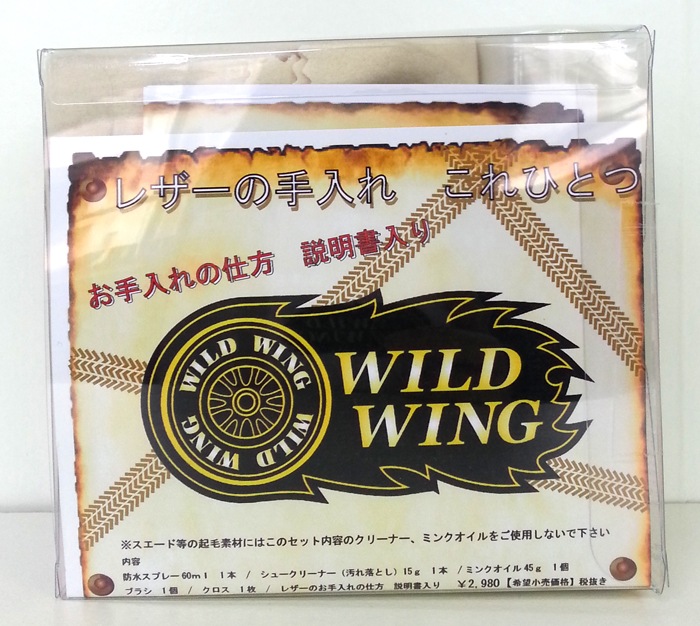 レザーの手入れ　これひとつ
お手入れの仕方　説明書入り
WILD WING
WILD WING
WILD
WING
※スエード等の起毛素材にはこのセット内容のクリーナー、ミンクオイルをご使用しないで下さい
内容
防水スプレー60ml　1本　/　シュークリーナー（汚れ落とし）15g　1本　/ミンクオイル45g　1個
ブラシ　1個　/　クロス　1枚　/　レザーのお手入れの仕方　説明書入り　￥2,980【希望小売価格】税抜き